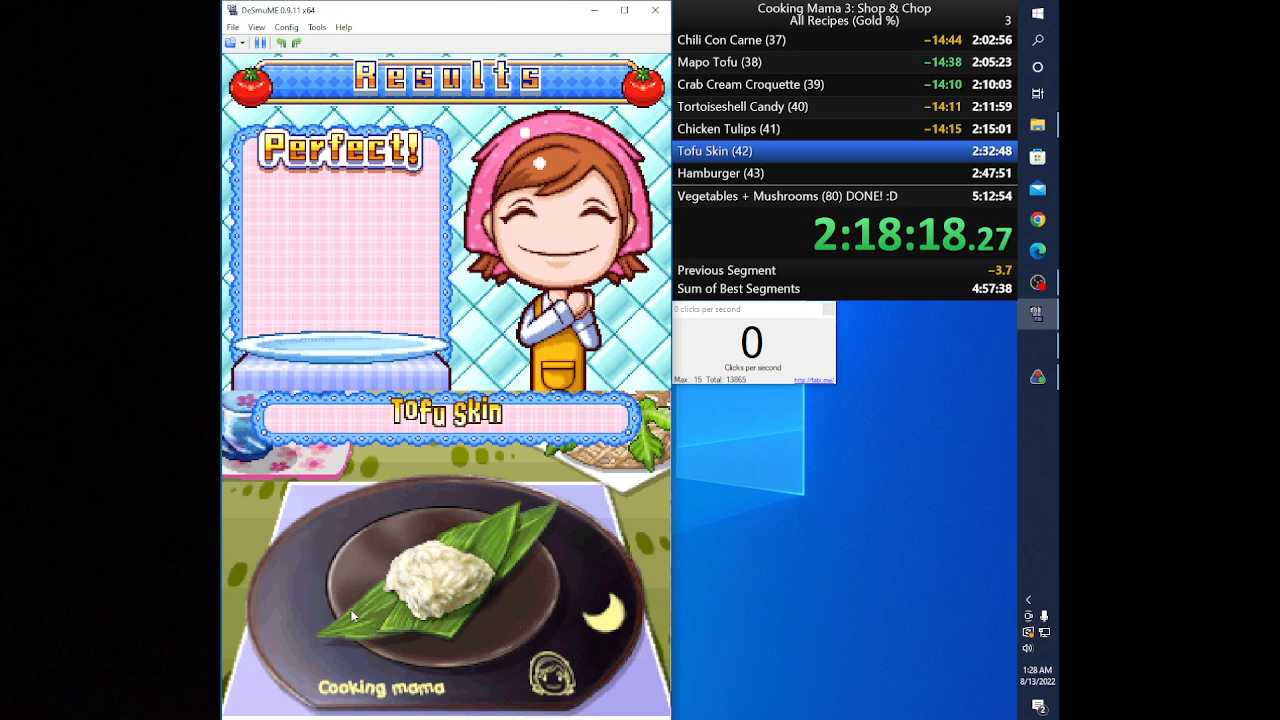 DeSmuME 0.9.11 x64
File View Config Tools Help
Results
Perfect!
Tofu Skin
Cooking mama
Cooking Mama 3: Shop & Chop
All Recipes (Gold %) 3
Chili Con Carne (37) −14:44 2:02:56
Mapo Tofu (38) −14:38 2:05:23
Crab Cream Croquette (39) −14:10 2:10:03
Tortoiseshell Candy (40) −14:11 2:11:59
Chicken Tulips (41) −14:15 2:15:01
Tofu Skin (42) 2:32:48
Hamburger (43) 2:47:51
Vegetables + Mushrooms (80) DONE! :D 5:12:54
2:18:18.27
Previous Segment −3.7
Sum of Best Segments 4:57:38
0 clicks per second
0
Clicks per second
Max.: 15 Total: 13865
1:28 AM
8/13/2022
2